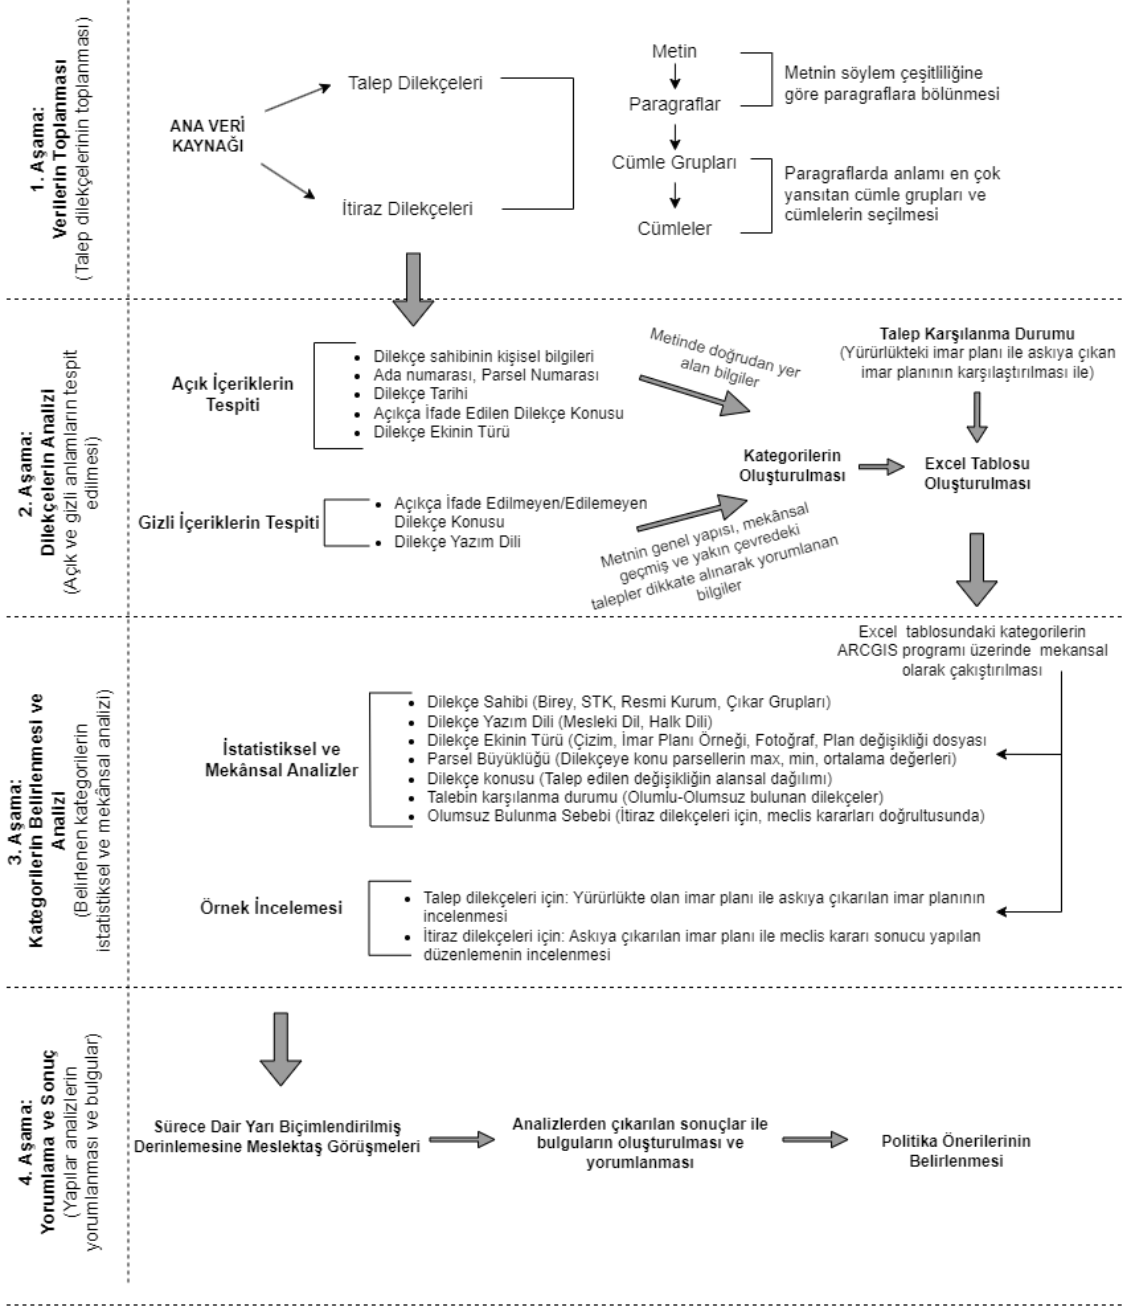 1. Aşama:
Verilerin Toplanması
(Talep dilekçelerinin toplanması)
ANA VERİ
KAYNAĞI
Talep Dilekçeleri
İtiraz Dilekçeleri
Metin
Paragraflar
Cümle Grupları
Cümleler
Metnin söylem çeşitliliğine
göre paragraflara bölünmesi
Paragraflarda anlamı en çok
yansıtan cümle grupları ve
cümlelerin seçilmesi
2. Aşama:
Dilekçelerin Analizi
(Açık ve gizli anlamların tespit
edilmesi)
Açık İçeriklerin
Tespiti
Dilekçe sahibinin kişisel bilgileri
Ada numarası, Parsel Numarası
Dilekçe Tarihi
Açıkça İfade Edilen Dilekçe Konusu
Dilekçe Ekinin Türü
Gizli İçeriklerin Tespiti
Açıkça İfade Edilmeyen/Edilemeyen
Dilekçe Konusu
Dilekçe Yazım Dili
Metinde doğrudan yer
alan bilgiler
Metnin genel yapısı, mekânsal
geçmiş ve yakın çevredeki
talepler dikkate alınarak yorumlanan
bilgiler
Kategorilerin
Oluşturulması
Talep Karşılanma Durumu
(Yürürlükteki imar planı ile askıya çıkan
imar planının karşılaştırılması ile)
Excel Tablosu
Oluşturulması
3. Aşama:
Kategorilerin Belirlenmesi ve
Analizi
(Belirlenen kategorilerin
istatistiksel ve mekânsal analizi)
Excel tablosundaki kategorilerin
ARCGIS programı üzerinde mekansal
olarak çakıştırılması
İstatistiksel ve
Mekânsal Analizler
Dilekçe Sahibi (Birey, STK, Resmi Kurum, Çıkar Grupları)
Dilekçe Yazım Dili (Mesleki Dil, Halk Dili)
Dilekçe Ekinin Türü (Çizim, İmar Planı Örneği, Fotoğraf, Plan değişikliği dosyası
Parsel Büyüklüğü (Dilekçeye konu parsellerin max, min, ortalama değerleri)
Dilekçe konusu (Talep edilen değişikliğin alansal dağılımı)
Talebin karşılanma durumu (Olumlu-Olumsuz bulunan dilekçeler)
Olumsuz Bulunma Sebebi (İtiraz dilekçeleri için, meclis kararları doğrultusunda)
Örnek İncelemesi
Talep dilekçeleri için: Yürürlükte olan imar planı ile askıya çıkarılan imar planının
incelenmesi
İtiraz dilekçeleri için: Askıya çıkarılan imar planı ile meclis kararı sonucu yapılan
düzenlemenin incelenmesi
4. Aşama:
Yorumlama ve Sonuç
(Yapılar analizlerin
yorumlanması ve bulgular)
Sürece Dair Yarı Biçimlendirilmiş
Derinlemesine Meslektaş Görüşmeleri
Analizlerden çıkarılan sonuçlar ile
bulguların oluşturulması ve
yorumlanması
Politika Önerilerinin
Belirlenmesi